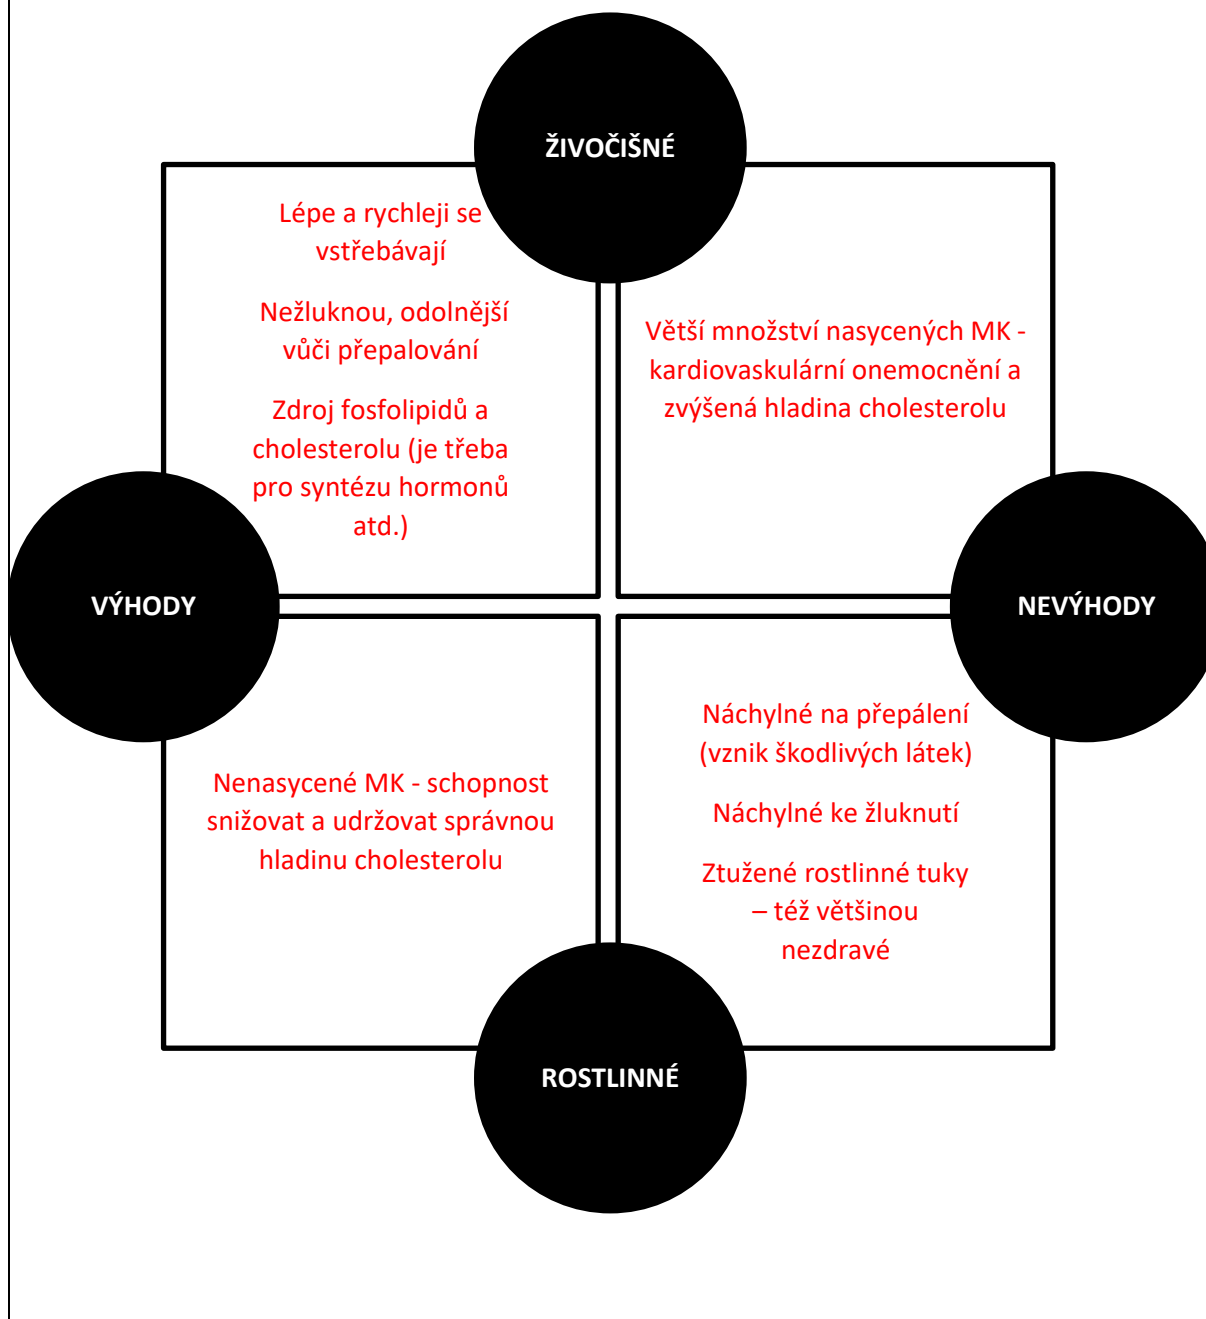 ŽIVOČIŠNÉ
Lépe a rychleji se
vstřebávají
Nežluknou, odolnější
vůči přepalování
Zdroj fosfolipidů a
cholesterolu (je třeba
pro syntézu hormonů
atd.)
Větší množství nasycených MK -
kardiovaskulární onemocnění a
zvýšená hladina cholesterolu
VÝHODY
NEVÝHODY
Nenasycené MK - schopnost
snižovat a udržovat správnou
hladinu cholesterolu
Náchylné na přepálení
(vznik škodlivých látek)
Náchylné ke žluknutí
Ztužené rostlinné tuky
– též většinou
nezdravé
ROSTLINNÉ